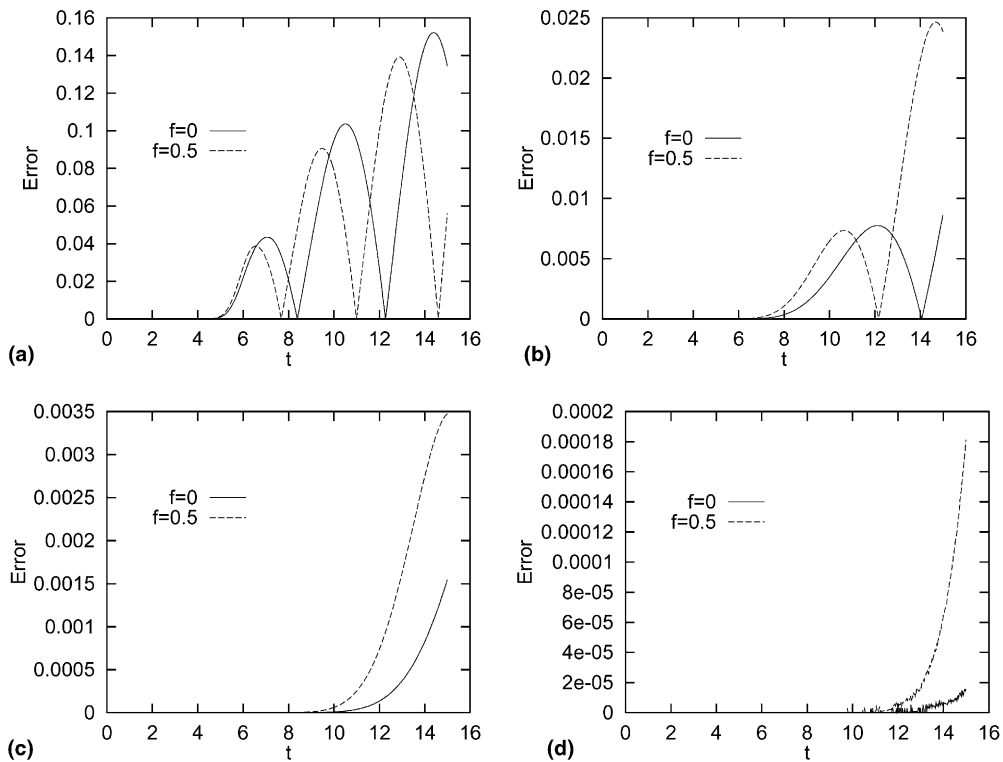 0.16
0.14
0.12
0.1
0.08
0.06
0.04
0.02
0
Error
f=0
f=0.5
0 2 4 6 8 10 12 14 16
t
(a)
0.025
0.02
0.015
0.01
0.005
0
Error
f=0
f=0.5
0 2 4 6 8 10 12 14 16
t
(b)
0.0035
0.003
0.0025
0.002
0.0015
0.001
0.0005
0
Error
f=0
f=0.5
0 2 4 6 8 10 12 14 16
t
(c)
0.0002
0.00018
0.00016
0.00014
0.00012
0.0001
8e-05
6e-05
4e-05
2e-05
0
Error
f=0
f=0.5
0 2 4 6 8 10 12 14 16
t
(d)